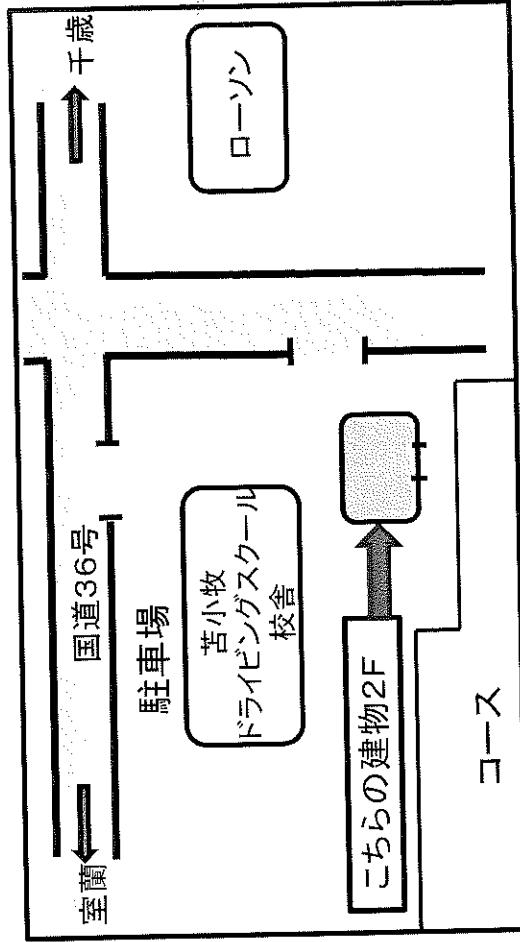 室蘭
国道36号
千歳
駐車場
苫小牧
ドライビングスクール
校舎
ローソン
こちらの建物2F
コース